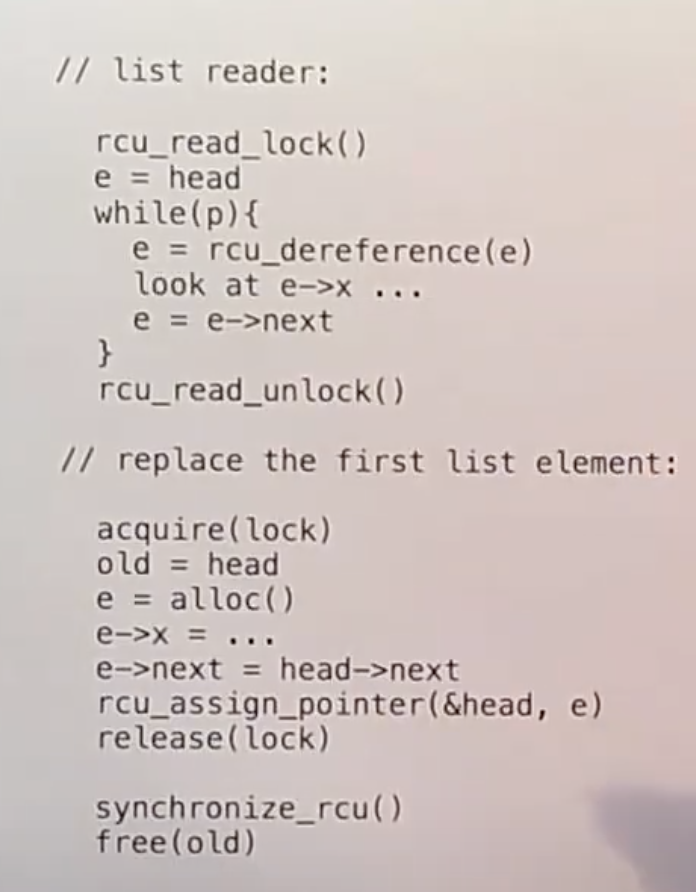 // list reader:
rcu_read_lock()
e = head
while(p){
e = rcu_dereference(e)
look at e->x ...
e = e->next
}
rcu_read_unlock()
// replace the first list element:
acquire(lock)
old = head
e = alloc()
e->x = ...
e->next = head->next
rcu_assign_pointer(&head, e)
release(lock)
synchronize_rcu()
free(old)